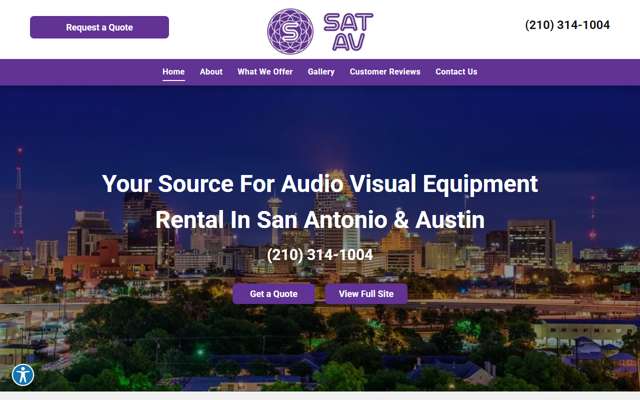 Request a Quote
S
SAT
AV
(210) 314-1004
Home About What We Offer Gallery Customer Reviews Contact Us
Your Source For Audio Visual Equipment
Rental In San Antonio & Austin
(210) 314-1004
Get a Quote View Full Site